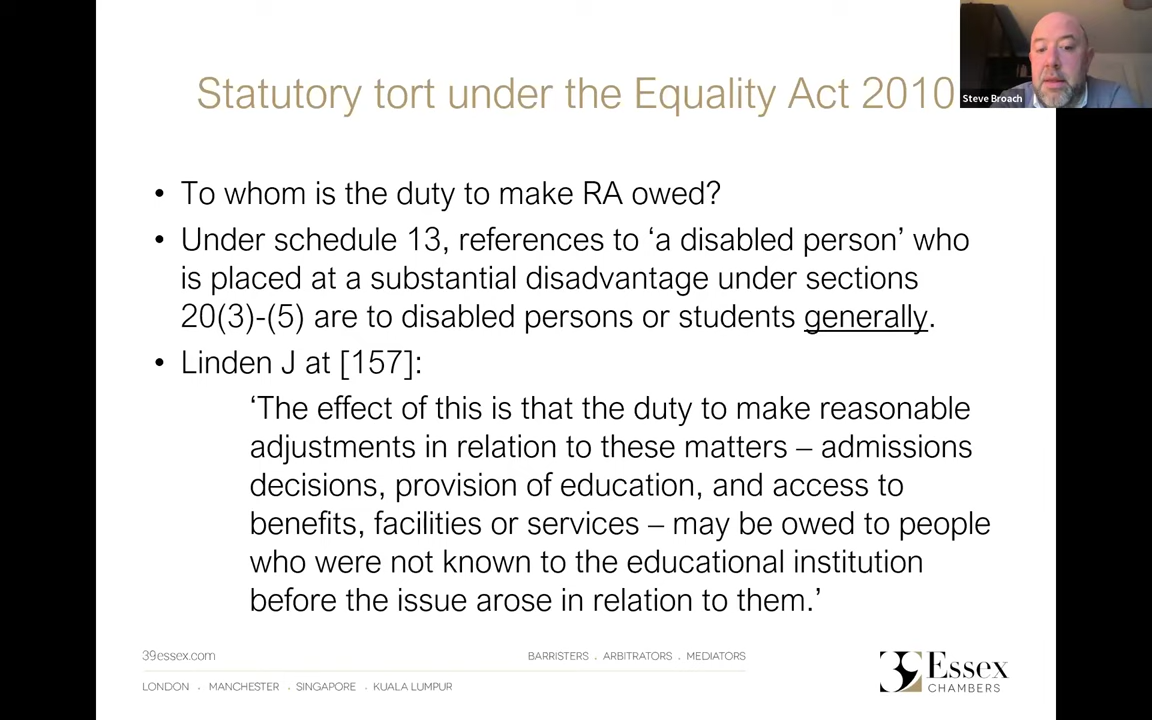 Statutory tort under the Equality Act 2010
Steve Broach
• To whom is the duty to make RA owed?
• Under schedule 13, references to ‘a disabled person’ who
is placed at a substantial disadvantage under sections
20(3)-(5) are to disabled persons or students generally.
• Linden J at [157]:
‘The effect of this is that the duty to make reasonable
adjustments in relation to these matters – admissions
decisions, provision of education, and access to
benefits, facilities or services – may be owed to people
who were not known to the educational institution
before the issue arose in relation to them.’
39essex.com
BARRISTERS . ARBITRATORS . MEDIATORS
LONDON . MANCHESTER . SINGAPORE . KUALA LUMPUR
39 Essex
CHAMBERS